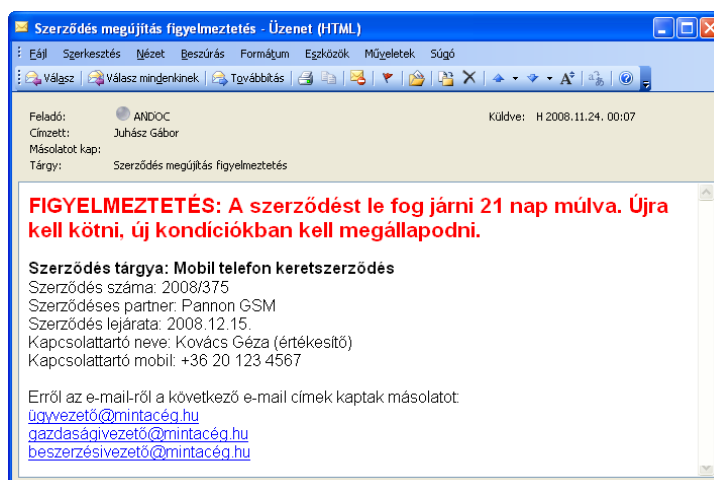 Szerződés megújítás figyelmeztetés - Üzenet (HTML)
Fájl Szerkesztés Nézet Beszúrás Formátum Eszközök Műveletek Súgó
Válasz Válasz mindenkinek Továbbítás
Feladó: ANDOC Küldve: H 2008.11.24. 00:07
Címzett: Juhász Gábor
Másolatot kap:
Tárgy: Szerződés megújítás figyelmeztetés
FIGYELMEZTETÉS: A szerződést le fog járni 21 nap múlva. Újra
kell kötni, új kondíciókban kell megállapodni.
Szerződés tárgya: Mobil telefon keretszerződés
Szerződés száma: 2008/375
Szerződéses partner: Pannon GSM
Szerződés lejárata: 2008.12.15.
Kapcsolattartó neve: Kovács Géza (értékesítő)
Kapcsolattartó mobil: +36 20 123 4567
Erről az e-mail-ről a következő e-mail címek kaptak másolatot:
ügyvezető@mintacég.hu
gazdaságivezető@mintacég.hu
beszerzésivezető@mintacég.hu